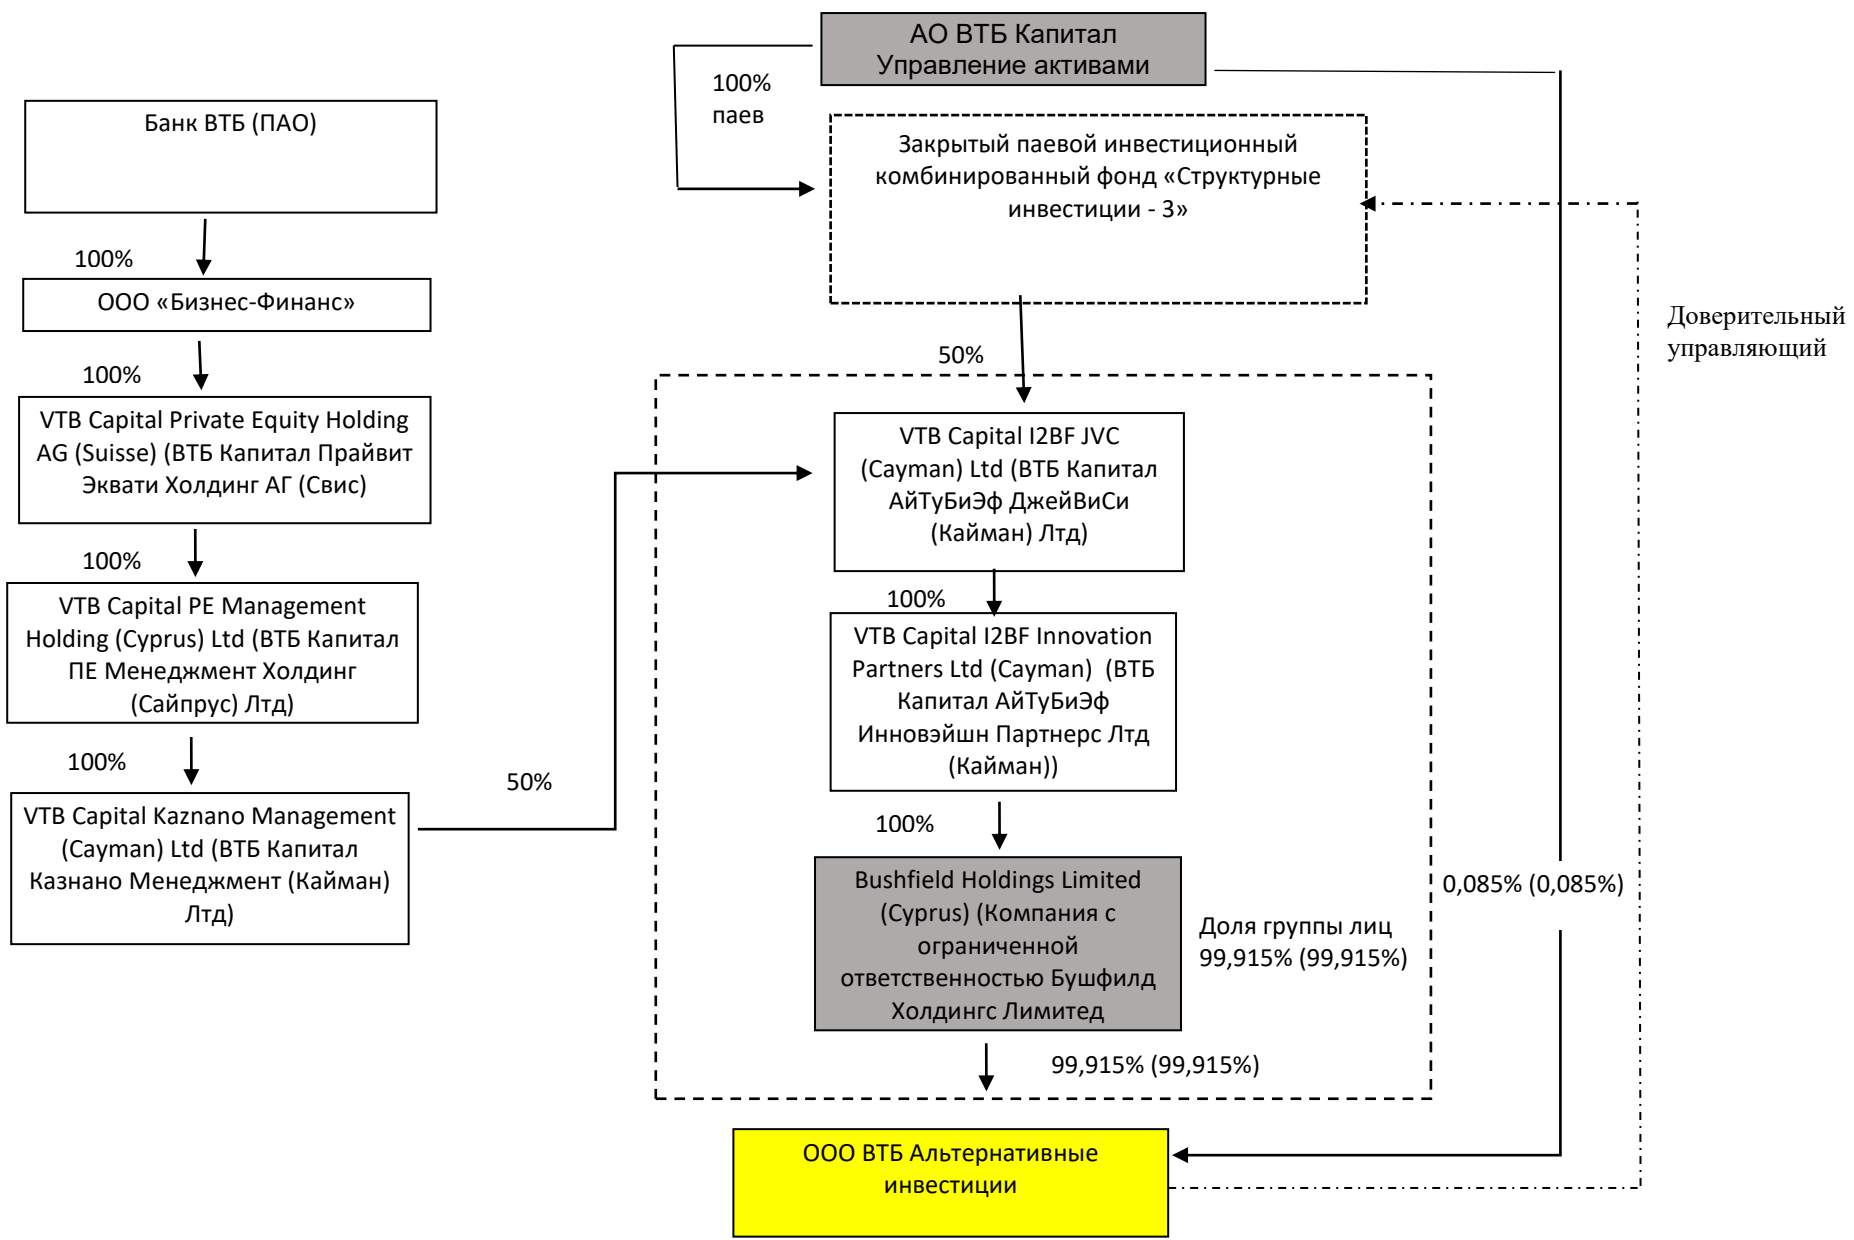 АО ВТБ Капитал
Управление активами
100%
паев
Банк ВТБ (ПАО)
Закрытый паевой инвестиционный
комбинированный фонд «Структурные
инвестиции - 3»
100%
ООО «Бизнес-Финанс»
Доверительный
управляющий
50%
100%
VTB Capital Private Equity Holding
AG (Suisse) (ВТБ Капитал Прайвит
Эквати Холдинг АГ (Свис)
VTB Capital I2BF JVC
(Cayman) Ltd (ВТБ Капитал
АйТуБиЭф ДжейВиСи
(Кайман) Лтд)
100%
VTB Capital PE Management
Holding (Cyprus) Ltd (ВТБ Капитал
ПЕ Менеджмент Холдинг
(Сайпрус) Лтд)
100%
VTB Capital I2BF Innovation
Partners Ltd (Cayman)  (ВТБ
Капитал АйТуБиЭф
Инновэйшн Партнерс Лтд
(Кайман))
100%
50%
VTB Capital Kaznano Management
(Cayman) Ltd (ВТБ Капитал
Казнано Менеджмент (Кайман)
Лтд)
100%
Bushfield Holdings Limited
(Cyprus) (Компания с
ограниченной
ответственностью Бушфилд
Холдингс Лимитед
0,085% (0,085%)
Доля группы лиц
99,915% (99,915%)
99,915% (99,915%)
ООО ВТБ Альтернативные
инвестиции